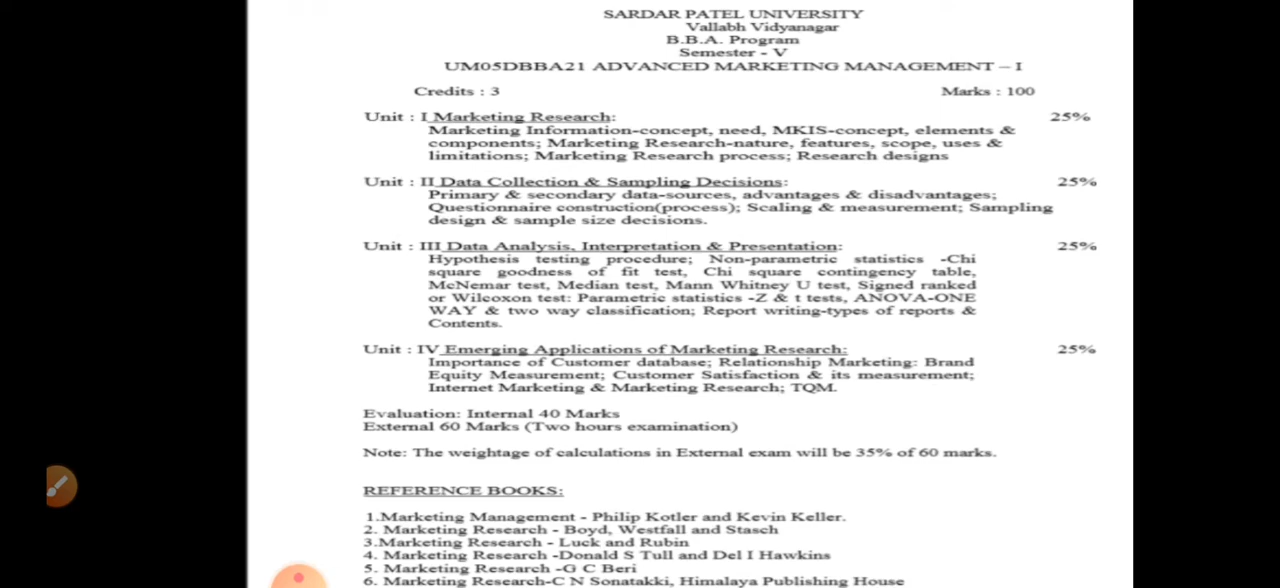 SARDAR PATEL UNIVERSITY
Vallabh Vidyanagar
B.B.A. Program
Semester - V
UM05DBBA21 ADVANCED MARKETING MANAGEMENT – I
Credits : 3 Marks : 100
Unit : I Marketing Research: 25%
Marketing Information-concept, need, MKIS-concept, elements &
components; Marketing Research-nature, features, scope, uses &
limitations; Marketing Research process; Research designs
Unit : II Data Collection & Sampling Decisions: 25%
Primary & secondary data-sources, advantages & disadvantages;
Questionnaire construction(process); Scaling & measurement; Sampling
design & sample size decisions.
Unit : III Data Analysis, Interpretation & Presentation: 25%
Hypothesis testing procedure; Non-parametric statistics -Chi
square goodness of fit test, Chi square contingency table,
McNemar test, Median test, Mann Whitney U test, Signed ranked
or Wilcoxon test: Parametric statistics -Z & t tests, ANOVA-ONE
WAY & two way classification; Report writing-types of reports &
Contents.
Unit : IV Emerging Applications of Marketing Research: 25%
Importance of Customer database; Relationship Marketing: Brand
Equity Measurement; Customer Satisfaction & its measurement;
Internet Marketing & Marketing Research; TQM.
Evaluation: Internal 40 Marks
External 60 Marks (Two hours examination)
Note: The weightage of calculations in External exam will be 35% of 60 marks.
REFERENCE BOOKS:
1.Marketing Management - Philip Kotler and Kevin Keller.
2. Marketing Research - Boyd, Westfall and Stasch
3.Marketing Research - Luck and Rubin
4. Marketing Research -Donald S Tull and Del I Hawkins
5. Marketing Research -G C Beri
6. Marketing Research-C N Sonatakki, Himalaya Publishing House